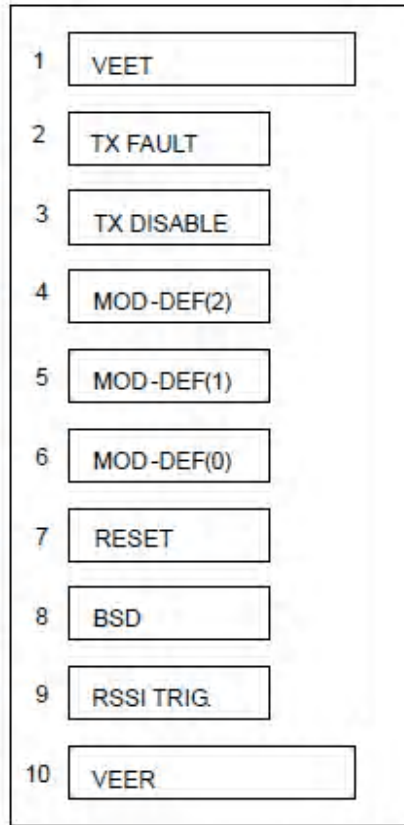 1 VEET
2 TX FAULT
3 TX DISABLE
4 MOD-DEF(2)
5 MOD-DEF(1)
6 MOD-DEF(0)
7 RESET
8 BSD
9 RSSI TRIG.
10 VEER